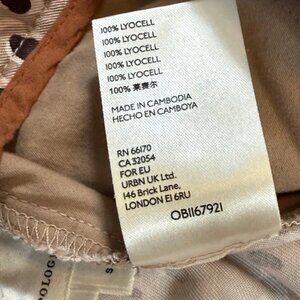 100% LYOCELL
100% LYOCELL
100% LYOCELL
100% LYOCELL
100% LYOCELL
100% 莱赛尔
MADE IN CAMBODIA
HECHO EN CAMBOYA
RN 66170
CA 32054
FOR EU
URBN UK Ltd
146 Brick Lane,
LONDON E1 6RU
OB1167921
POLOG
S